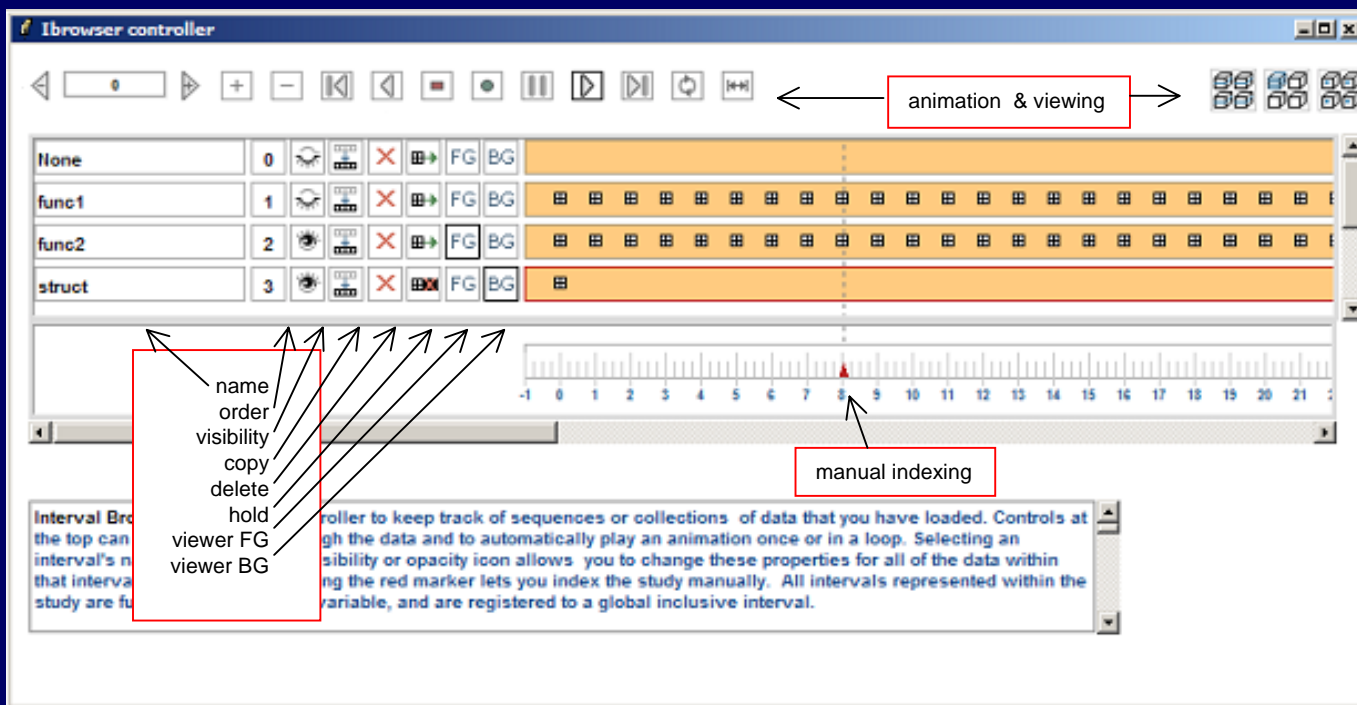 Ibrowser controller
0
animation & viewing
None 0 FG BG
func1 1 FG BG
func2 2 FG BG
struct 3 FG BG
-1 0 1 2 3 4 5 6 7 8 9 10 11 12 13 14 15 16 17 18 19 20 21
name
order
visibility
copy
delete
hold
viewer FG
viewer BG
manual indexing
Interval Bro roller to keep track of sequences or collections of data that you have loaded. Controls at
the top can gh the data and to automatically play an animation once or in a loop. Selecting an
interval's n sibility or opacity icon allows you to change these properties for all of the data within
that interva ng the red marker lets you index the study manually. All intervals represented within the
study are fu variable, and are registered to a global inclusive interval.